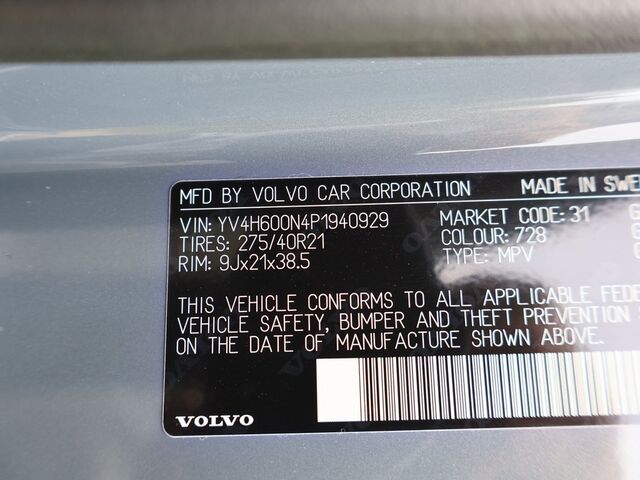 MFD BY VOLVO CAR CORPORATION MADE IN SWE
VIN: YV4H600N4P1940929 MARKET CODE: 31
TIRES: 275/40R21 COLOUR: 728
RIM: 9Jx21x38.5 TYPE: MPV
THIS VEHICLE CONFORMS TO ALL APPLICABLE FEDE
VEHICLE SAFETY, BUMPER AND THEFT PREVENTION S
ON THE DATE OF MANUFACTURE SHOWN ABOVE.
VOLVO